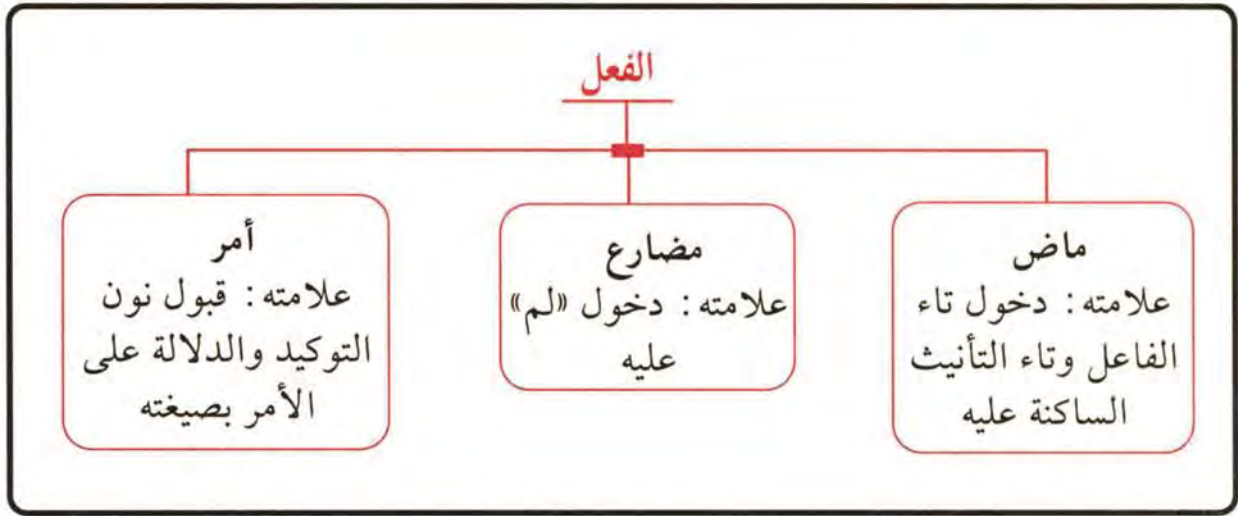 الفعل
ماض
علامته: دخول تاء
الفاعل وتاء التأنيث
الساكنة عليه
مضارع
علامته: دخول «لم»
عليه
أمر
علامته: قبول نون
التوكيد والدلالة على
الأمر بصيغته